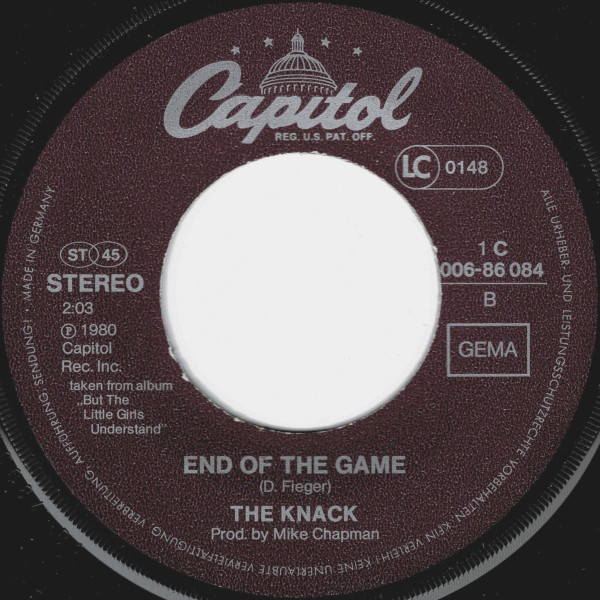 Capitol
REG. U.S. PAT. OFF.
LC 0148
ST 45
STEREO
2:03
℗ 1980
Capitol
Rec. Inc.
taken from album
„But The
Little Girls
Understand"
1 C
006-86 084
B
GEMA
END OF THE GAME
(D. Fieger)
THE KNACK
Prod. by Mike Chapman
ALLE URHEBER- UND LEISTUNGSSCHUTZRECHTE VORBEHALTEN. KEIN VERLEIH! KEINE UNERLAUBTE VERVIELFÄLTIGUNG, VERBREITUNG, AUFFÜHRUNG, SENDUNG! · MADE IN GERMANY ·